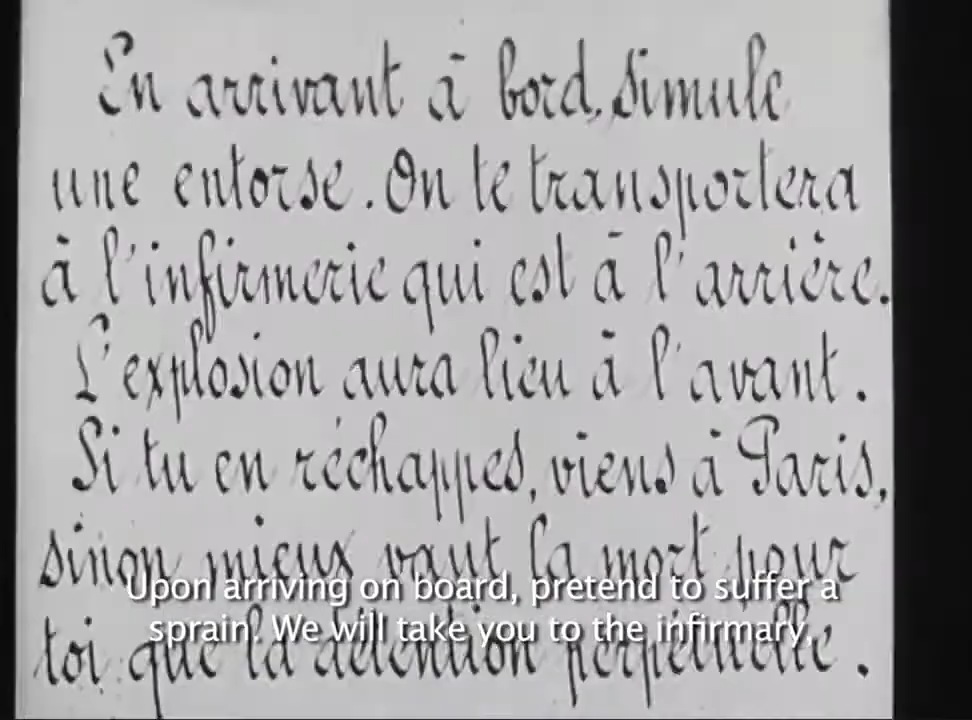 En arrivant à bord, simule
une entorse. On te transportera
à l'infirmerie qui est à l'arrière.
L'explosion aura lieu à l'avant.
Si tu en réchappes, viens à Paris,
sinon mieux vaut la mort pour
Upon arriving on board, pretend to suffer a
toi que la détention perpétuelle.
sprain. We will take you to the infirmary,